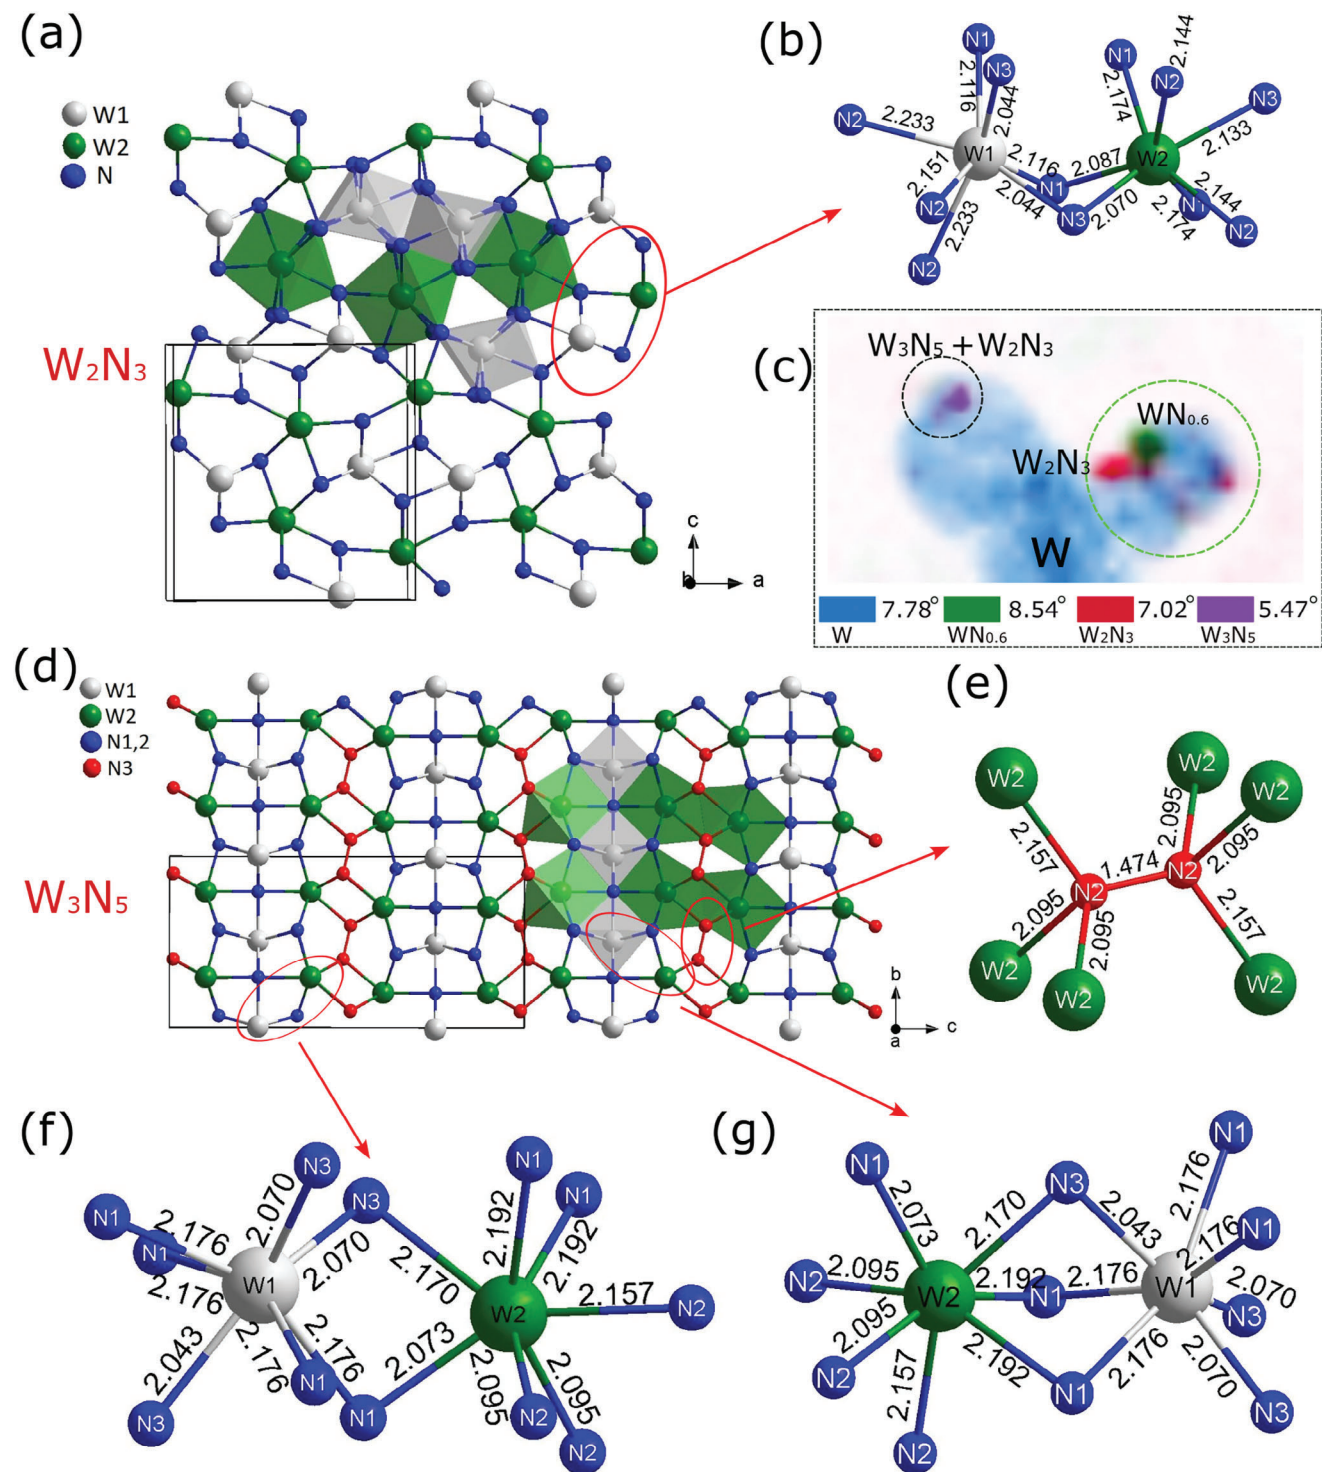 (a)
W1
W2
N
W₂N₃
c
b
a
(b)
N1
N3
N2
2.116
2.044
2.233
W1
2.151
N2
2.233
N2
2.116
N1
2.044
N3
2.087
2.070
W2
N1
2.174
N2
2.144
N3
2.133
2.144
N1
2.174
N2
(c)
W₃N₅ + W₂N₃
WN₀.₆
W₂N₃
W
7.78°
8.54°
7.02°
5.47°
W
WN₀.₆
W₂N₃
W₃N₅
(d)
W1
W2
N1,2
N3
W₃N₅
b
a
c
(e)
W2
W2
W2
2.157
2.095
2.095
1.474
N2
N2
2.095
2.095
2.157
W2
W2
W2
(f)
N3
N3
N1
N1
N1
N1
2.176
2.070
2.192
2.192
N1
W1
2.070
2.170
2.176
W2
2.157
N2
2.043
2.176
2.176
2.073
2.095
2.095
N3
N1
N1
N2
N2
(g)
N1
N3
N1
2.073
2.170
2.043
2.176
N1
N2
2.095
2.176
W2
2.192
N1
2.176
W1
2.070
N3
2.095
N2
2.157
2.192
2.176
2.070
N2
N1
N3